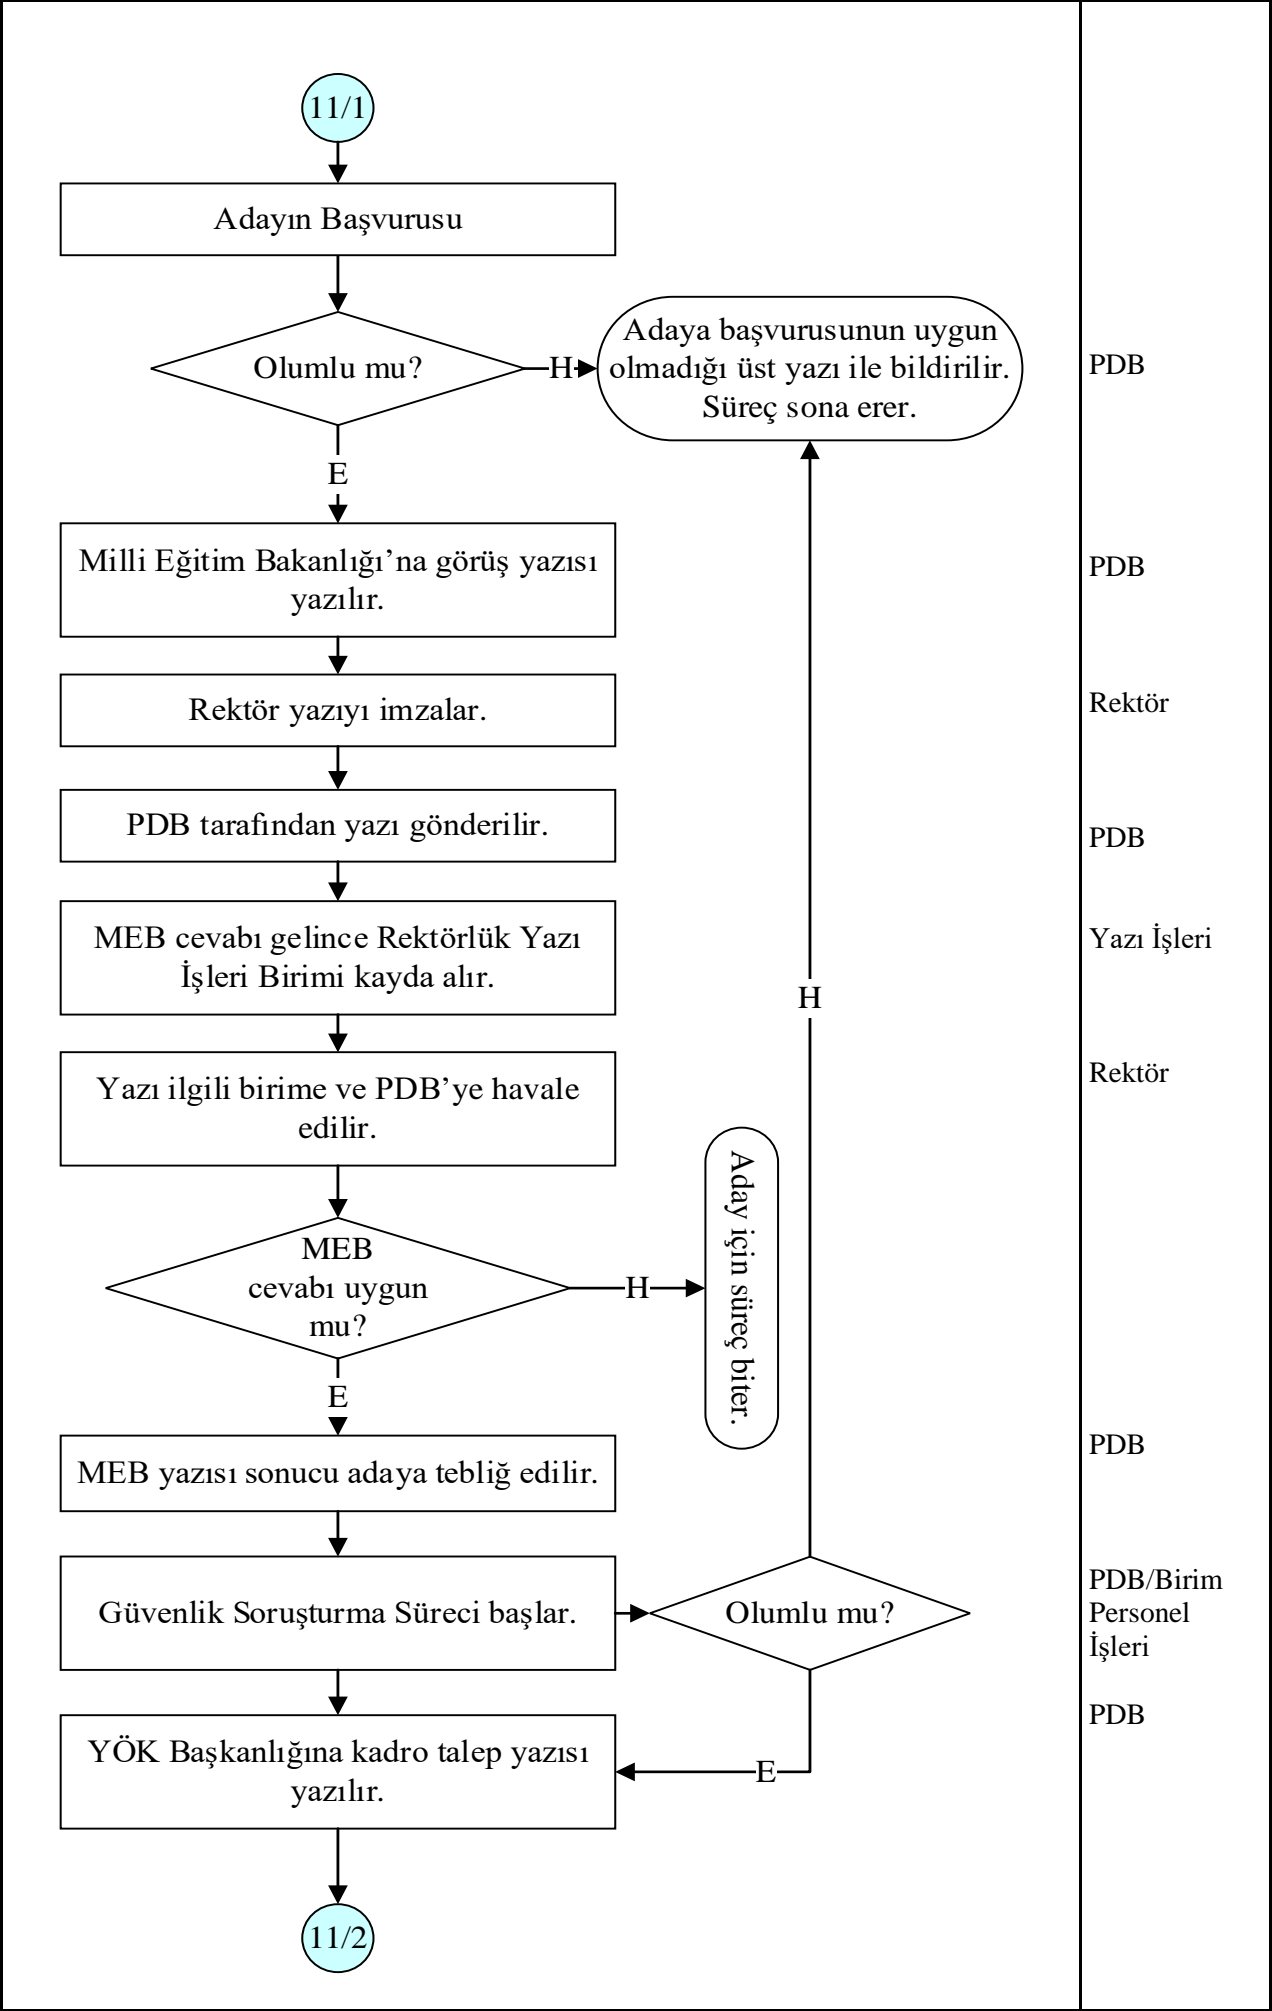 11/1
Adayın Başvurusu
Olumlu mu?
H
Adaya başvurusunun uygun
olmadığı üst yazı ile bildirilir.
Süreç sona erer.
PDB
E
Milli Eğitim Bakanlığı’na görüş yazısı
yazılır.
PDB
Rektör yazıyı imzalar.
Rektör
PDB tarafından yazı gönderilir.
PDB
MEB cevabı gelince Rektörlük Yazı
İşleri Birimi kayda alır.
Yazı İşleri
H
Yazı ilgili birime ve PDB’ye havale
edilir.
Rektör
MEB
cevabı uygun
mu?
H
Aday için süreç biter.
E
MEB yazısı sonucu adaya tebliğ edilir.
PDB
Güvenlik Soruşturma Süreci başlar.
Olumlu mu?
PDB/Birim
Personel
İşleri
YÖK Başkanlığına kadro talep yazısı
yazılır.
E
PDB
11/2